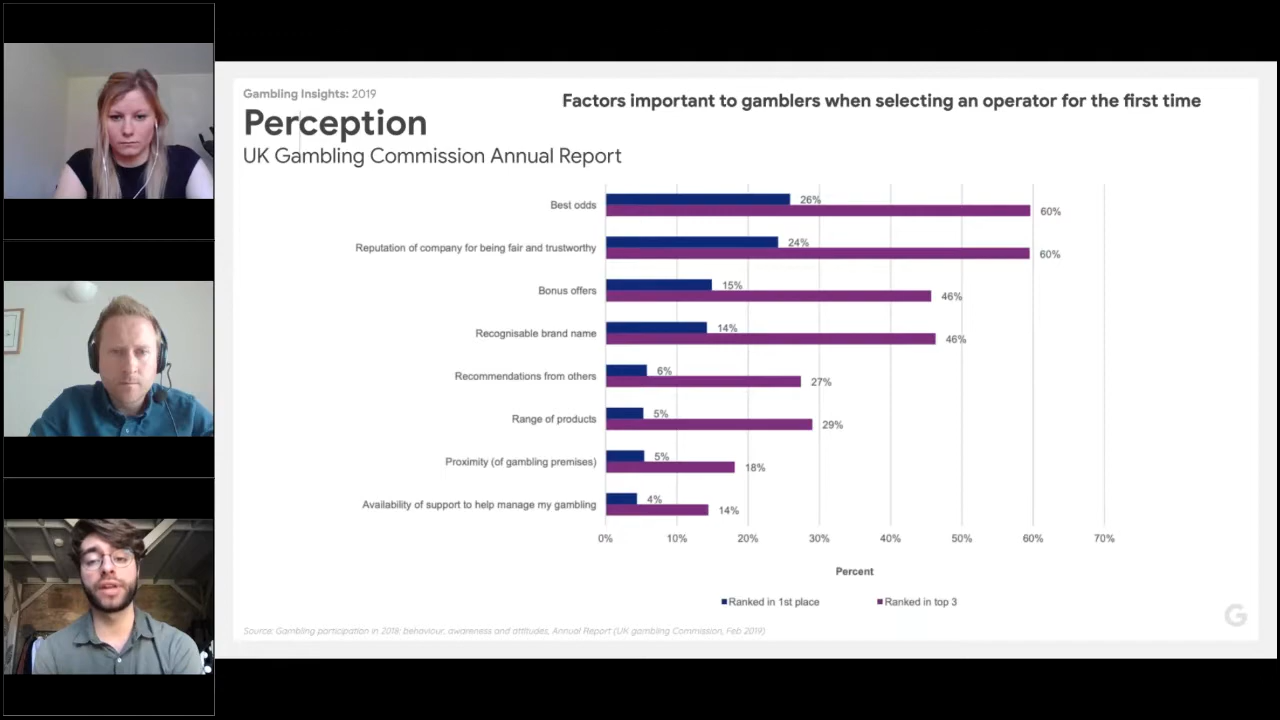 Gambling Insights: 2019
Perception
UK Gambling Commission Annual Report
Factors important to gamblers when selecting an operator for the first time
Best odds
26%
60%
Reputation of company for being fair and trustworthy
24%
60%
Bonus offers
15%
46%
Recognisable brand name
14%
46%
Recommendations from others
6%
27%
Range of products
5%
29%
Proximity (of gambling premises)
5%
18%
Availability of support to help manage my gambling
4%
14%
0% 10% 20% 30% 40% 50% 60% 70%
Percent
Ranked in 1st place Ranked in top 3
Source: Gambling participation in 2018: behaviour, awareness and attitudes, Annual Report (UK gambling Commission, Feb 2019)
G